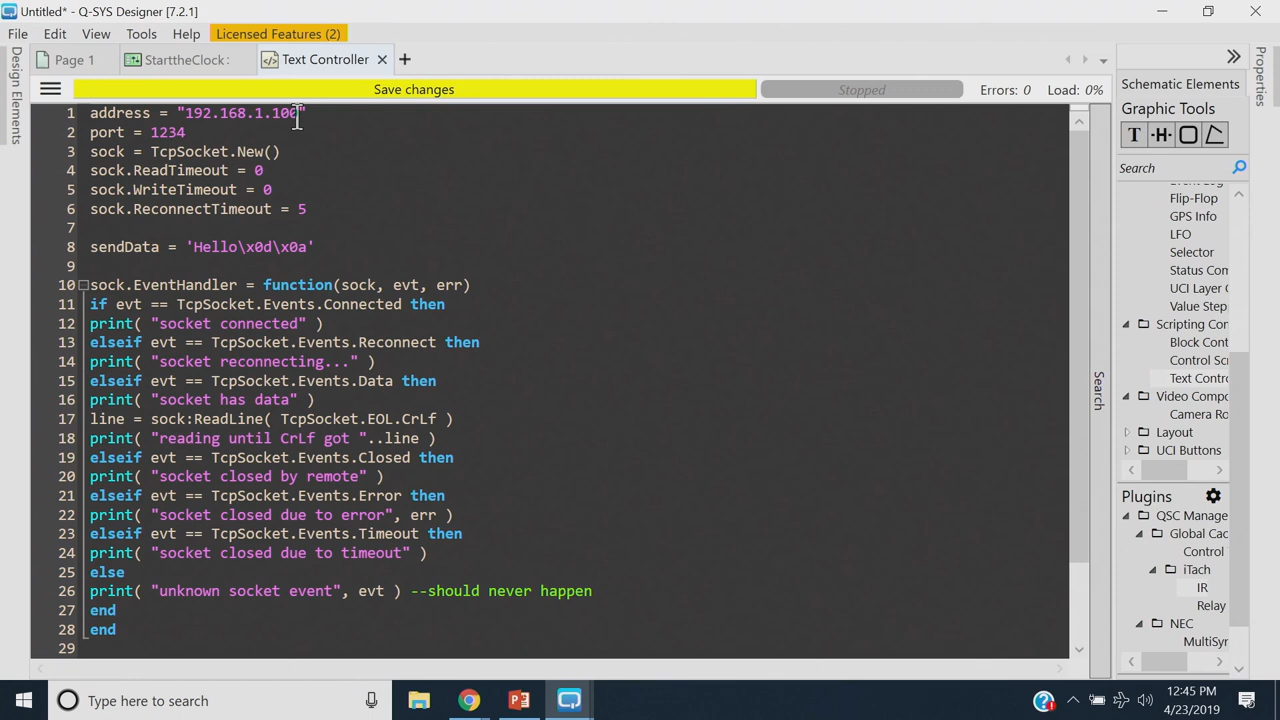 Untitled* - Q-SYS Designer [7.2.1]
File Edit View Tools Help Licensed Features (2)
Page 1 StarttheClock: Text Controller
Save changes Stopped Errors: 0 Load: 0%
1 address = "192.168.1.100"
2 port = 1234
3 sock = TcpSocket.New()
4 sock.ReadTimeout = 0
5 sock.WriteTimeout = 0
6 sock.ReconnectTimeout = 5
7
8 sendData = 'Hello\x0d\x0a'
9
10 sock.EventHandler = function(sock, evt, err)
11 if evt == TcpSocket.Events.Connected then
12 print( "socket connected" )
13 elseif evt == TcpSocket.Events.Reconnect then
14 print( "socket reconnecting..." )
15 elseif evt == TcpSocket.Events.Data then
16 print( "socket has data" )
17 line = sock:ReadLine( TcpSocket.EOL.CrLf )
18 print( "reading until CrLf got "..line )
19 elseif evt == TcpSocket.Events.Closed then
20 print( "socket closed by remote" )
21 elseif evt == TcpSocket.Events.Error then
22 print( "socket closed due to error", err )
23 elseif evt == TcpSocket.Events.Timeout then
24 print( "socket closed due to timeout" )
25 else
26 print( "unknown socket event", evt ) --should never happen
27 end
28 end
29
Design Elements
Search
Properties
Schematic Elements
Graphic Tools
T H
Search
Flip-Flop
GPS Info
LFO
Selector
Status Com
UCI Layer C
Value Step
Scripting Cor
Block Cont
Control Scr
Text Contro
Video Compo
Camera Ro
Layout
UCI Buttons
Plugins
QSC Manage
Global Cac
Control
iTach
IR
Relay
NEC
MultiSyn
Type here to search
12:45 PM
4/23/2019